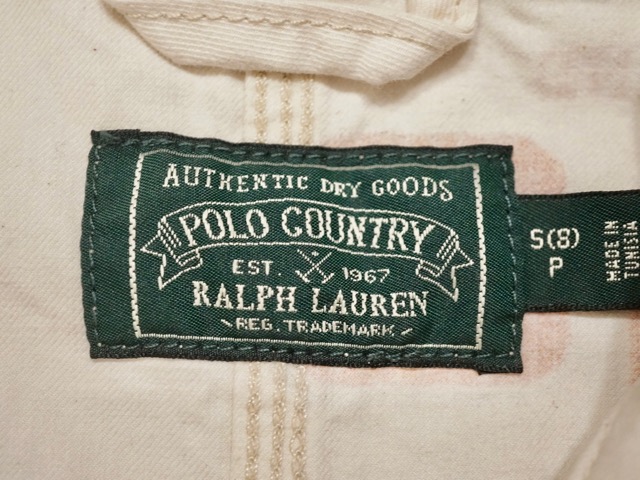 AUTHENTIC DRY GOODS
POLO COUNTRY
EST. 1967
RALPH LAUREN
REG. TRADEMARK
S(8)
P
MADE IN
TUNISIA